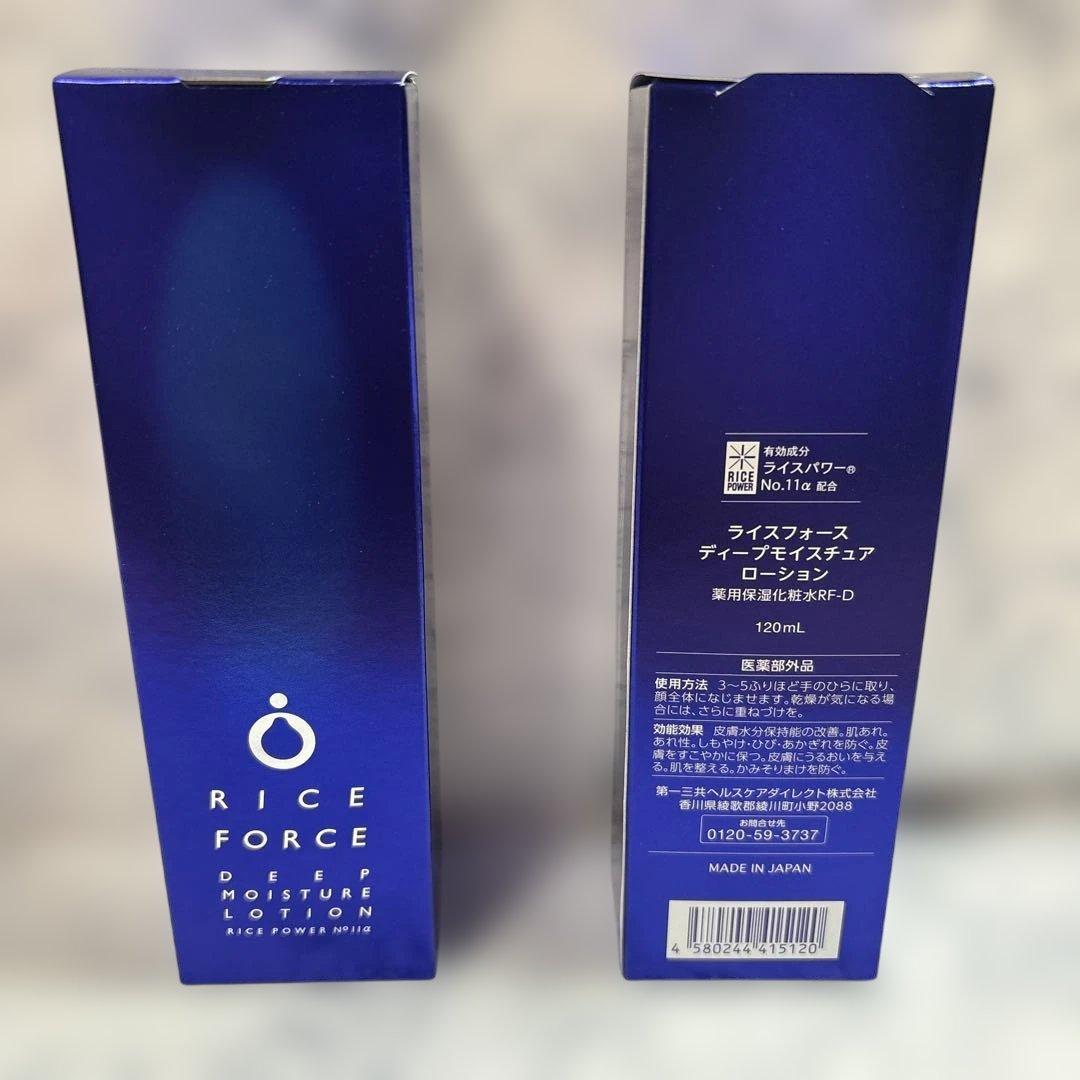 RICE
FORCE
DEEP
MOISTURE
LOTION
RICE POWER No11α
RICE
POWER
有効成分
ライスパワー®
No.11α 配合
ライスフォース
ディープモイスチュア
ローション
薬用保湿化粧水RF-D
120mL
医薬部外品
使用方法 3〜5ふりほど手のひらに取り、
顔全体になじませます。乾燥が気になる場
合には、さらに重ねづけを。
効能効果 皮膚水分保持能の改善。肌あれ。
あれ性。しもやけ・ひび・あかぎれを防ぐ。皮
膚をすこやかに保つ。皮膚にうるおいを与え
る。肌を整える。かみそりまけを防ぐ。
第一三共ヘルスケアダイレクト株式会社
香川県綾歌郡綾川町小野2088
お問合せ先
0120-59-3737
MADE IN JAPAN
4 580244 415120